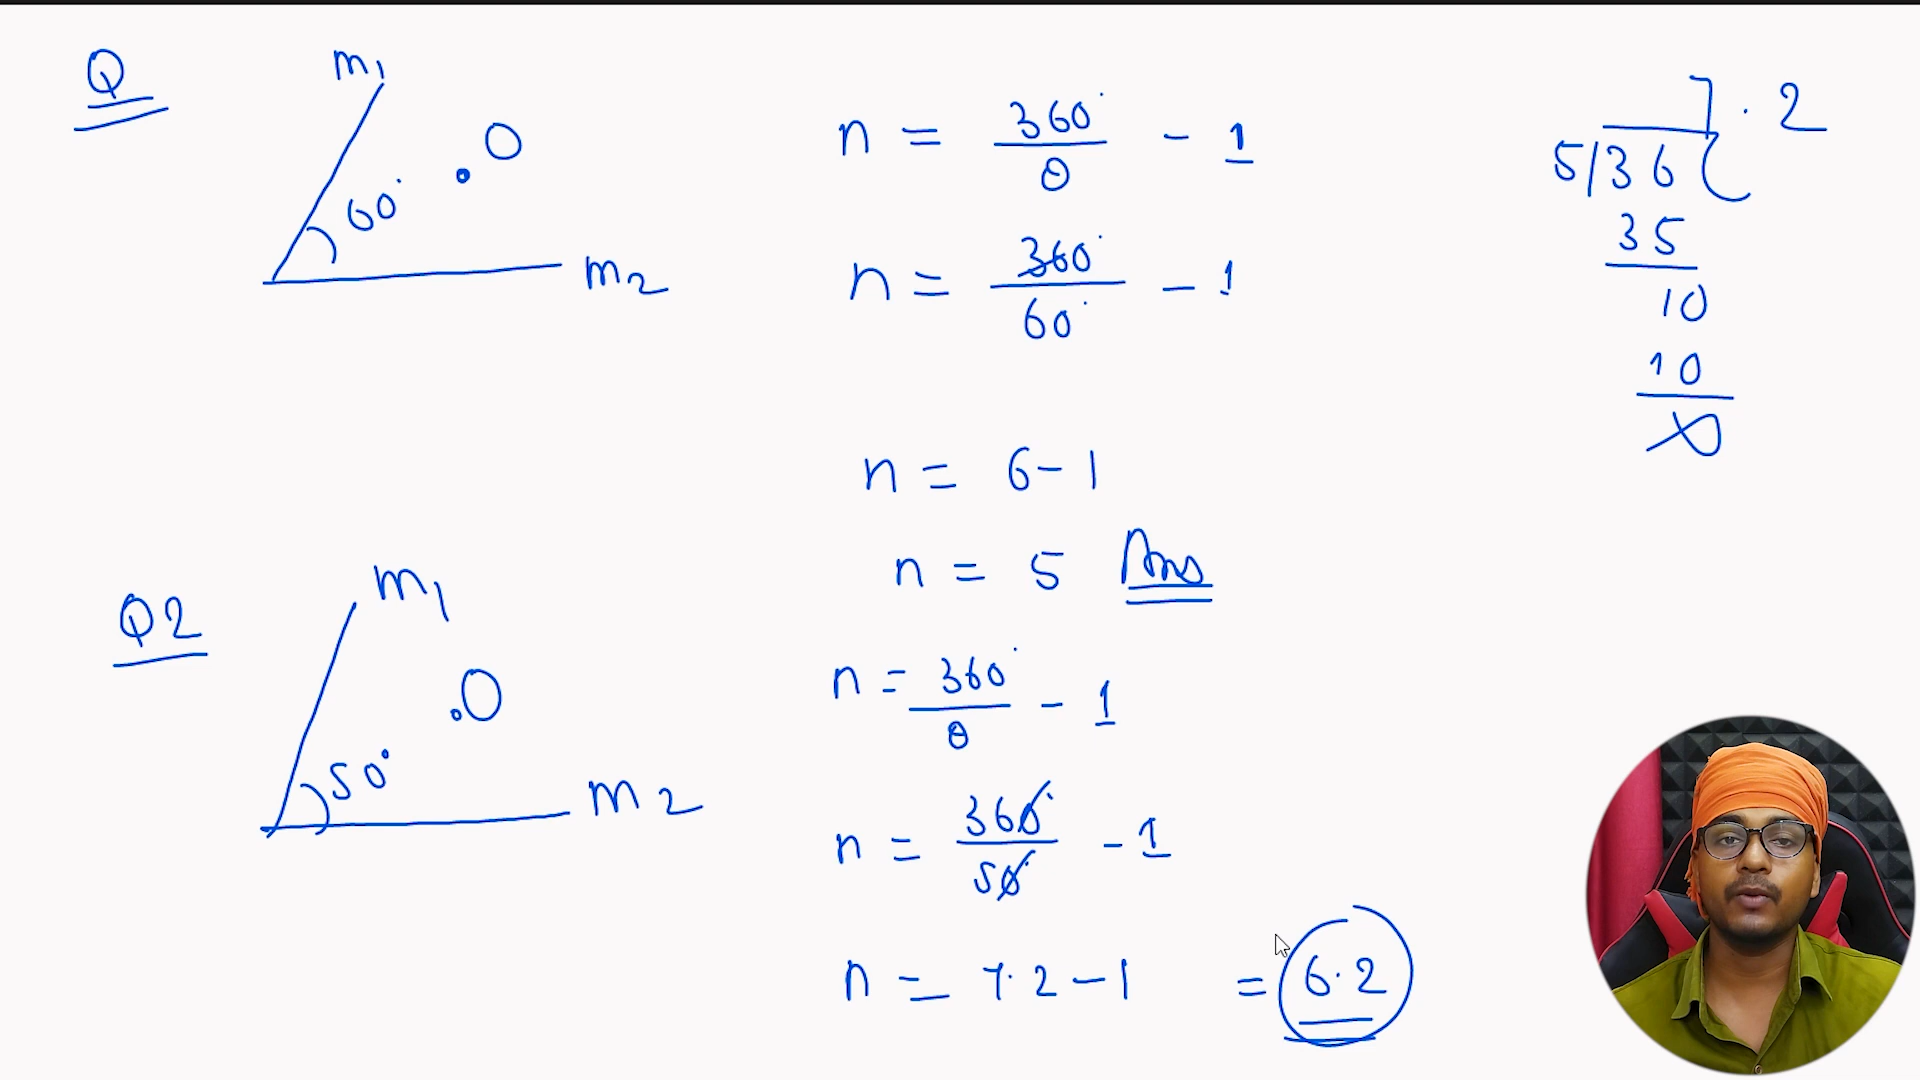 Q
m1
O
60°
m2
n = 360° / θ - 1
n = 360° / 60° - 1
n = 6 - 1
n = 5 Ans
7.2
5/36(
35
10
10
X0
Q2
m1
.O
50°
m2
n = 360° / θ - 1
n = 360° / 50° - 1
n = 7.2 - 1 = 6.2